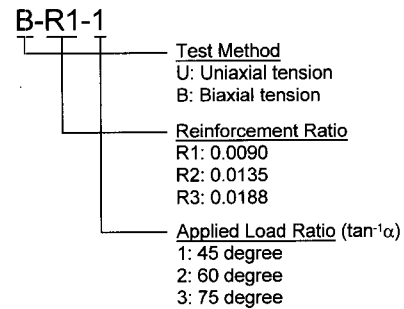 B-R1-1
Test Method
U: Uniaxial tension
B: Biaxial tension
Reinforcement Ratio
R1: 0.0090
R2: 0.0135
R3: 0.0188
Applied Load Ratio (tan⁻¹α)
1: 45 degree
2: 60 degree
3: 75 degree